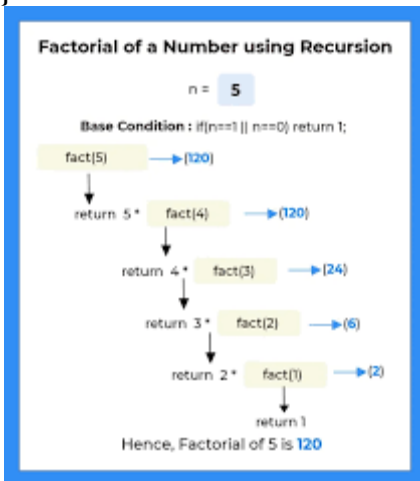 Factorial of a Number using Recursion
n = 5
Base Condition : if(n==1 || n==0) return 1;
fact(5) (120)
return 5 * fact(4) (120)
return 4 * fact(3) (24)
return 3 * fact(2) (6)
return 2 * fact(1) (2)
return 1
Hence, Factorial of 5 is 120